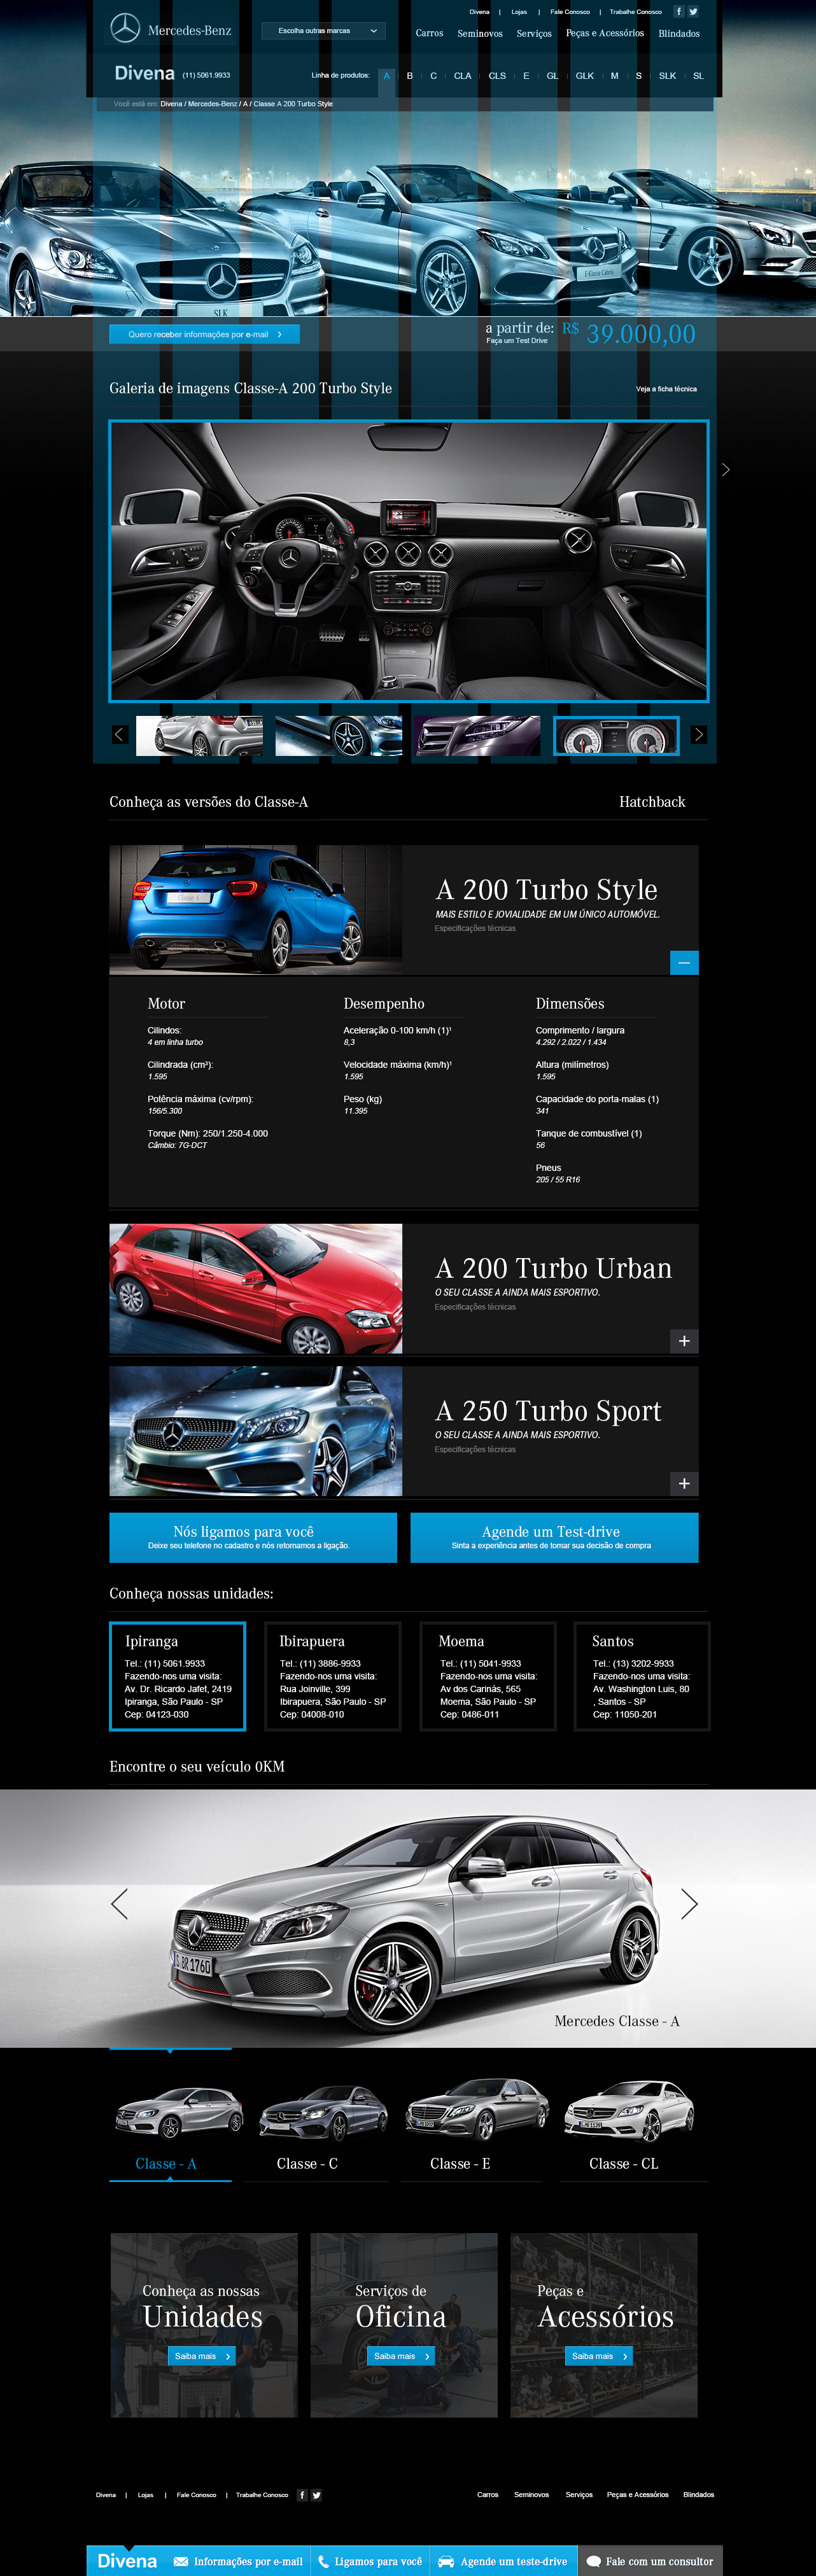 Divena | Lojas | Fale Conosco | Trabalhe Conosco
Mercedes-Benz
Escolha outras marcas
Carros Seminovos Serviços Peças e Acessórios Blindados
Divena (11) 5061.9933
Linha de produtos: A B C CLA CLS E GL GLK M S SLK SL
Você está em: Divena / Mercedes-Benz / A / Classe A 200 Turbo Style
E-Klasse Cabrio
SLK
Quero receber informações por e-mail
a partir de: R$ 39.000,00
Faça um Test Drive
Galeria de imagens Classe-A 200 Turbo Style
Veja a ficha técnica
Conheça as versões do Classe-A
Hatchback
Classe A
A 200 Turbo Style
MAIS ESTILO E JOVIALIDADE EM UM ÚNICO AUTOMÓVEL.
Especificações técnicas
Motor
Cilindos:
4 em linha turbo
Cilindrada (cm³):
1.595
Potência máxima (cv/rpm):
156/5.300
Torque (Nm): 250/1.250-4.000
Câmbio: 7G-DCT
Desempenho
Aceleração 0-100 km/h (1)¹
8,3
Velocidade máxima (km/h)¹
1.595
Peso (kg)
11.395
Dimensões
Comprimento / largura
4.292 / 2.022 / 1.434
Altura (milímetros)
1.595
Capacidade do porta-malas (1)
341
Tanque de combustível (1)
56
Pneus
205 / 55 R16
A 200 Turbo Urban
O SEU CLASSE A AINDA MAIS ESPORTIVO.
Especificações técnicas
A 250 Turbo Sport
O SEU CLASSE A AINDA MAIS ESPORTIVO.
Especificações técnicas
Nós ligamos para você
Deixe seu telefone no cadastro e nós retornamos a ligação.
Agende um Test-drive
Sinta a experiência antes de tomar sua decisão de compra
Conheça nossas unidades:
Ipiranga
Tel.: (11) 5061.9933
Fazendo-nos uma visita:
Av. Dr. Ricardo Jafet, 2419
Ipiranga, São Paulo - SP
Cep: 04123-030
Ibirapuera
Tel.: (11) 3886-9933
Fazendo-nos uma visita:
Rua Joinville, 399
Ibirapuera, São Paulo - SP
Cep: 04008-010
Moema
Tel.: (11) 5041-9933
Fazendo-nos uma visita:
Av dos Carinás, 565
Moema, São Paulo - SP
Cep: 0486-011
Santos
Tel.: (13) 3202-9933
Fazendo-nos uma visita:
Av. Washington Luis, 80
, Santos - SP
Cep: 11050-201
Encontre o seu veículo 0KM
S BR 1760
Mercedes Classe - A
Classe - A
Classe - C
Classe - E
Classe - CL
Conheça as nossas
Unidades
Saiba mais
Serviços de
Oficina
Saiba mais
Peças e
Acessórios
Saiba mais
Divena | Lojas | Fale Conosco | Trabalhe Conosco
Carros Seminovos Serviços Peças e Acessórios Blindados
Divena
Informações por e-mail
Ligamos para você
Agende um teste-drive
Fale com um consultor